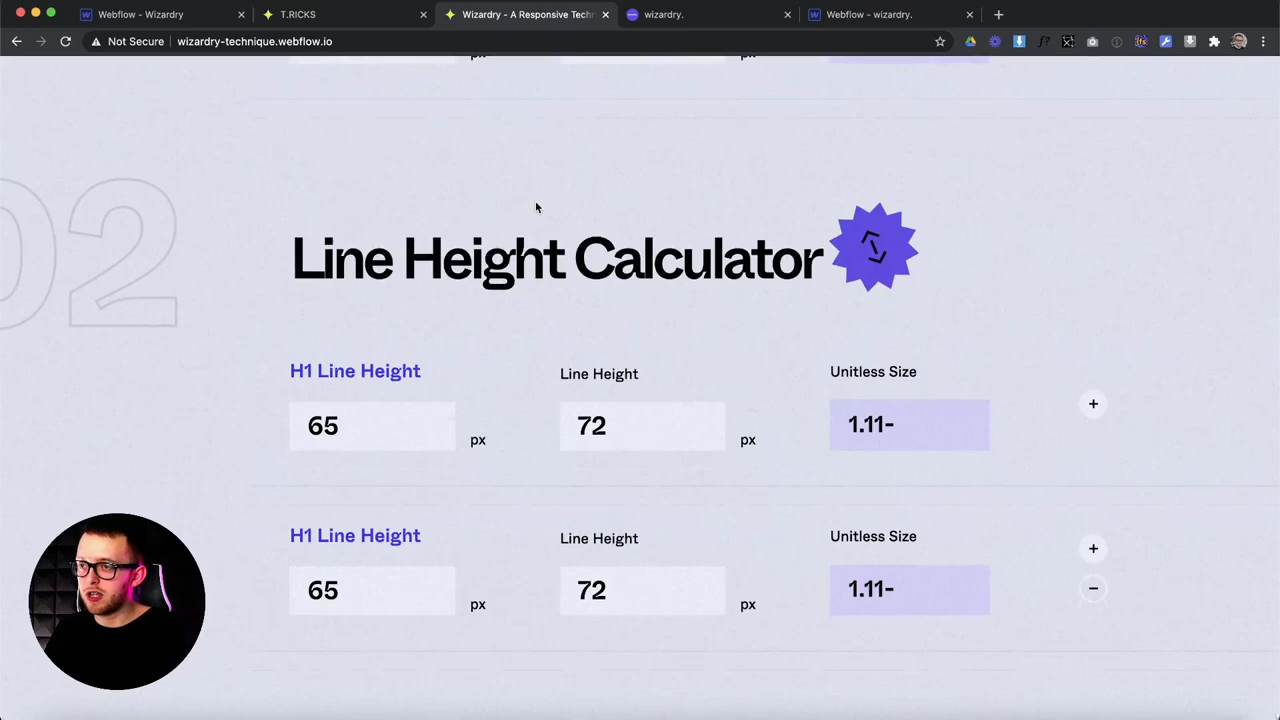 Webflow - Wizardry
T.RICKS
Wizardry - A Responsive Techn
wizardry.
Webflow - wizardry.
Not Secure
wizardry-technique.webflow.io
px
px
02
Line Height Calculator
H1 Line Height
Line Height
Unitless Size
65
px
72
px
1.11-
+
H1 Line Height
Line Height
Unitless Size
65
px
72
px
1.11-
+
−